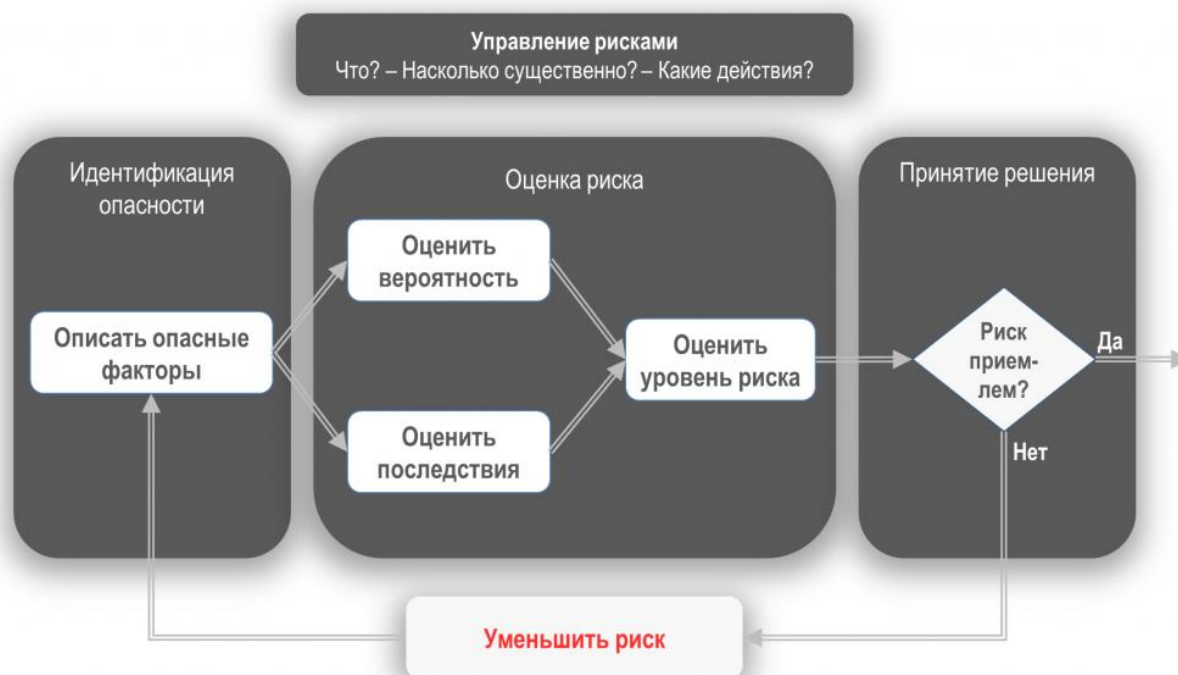 Управление рисками
Что? – Насколько существенно? – Какие действия?
Идентификация
опасности
Описать опасные
факторы
Оценка риска
Оценить
вероятность
Оценить
последствия
Оценить
уровень риска
Принятие решения
Риск
прием-
лем?
Да
Нет
Уменьшить риск